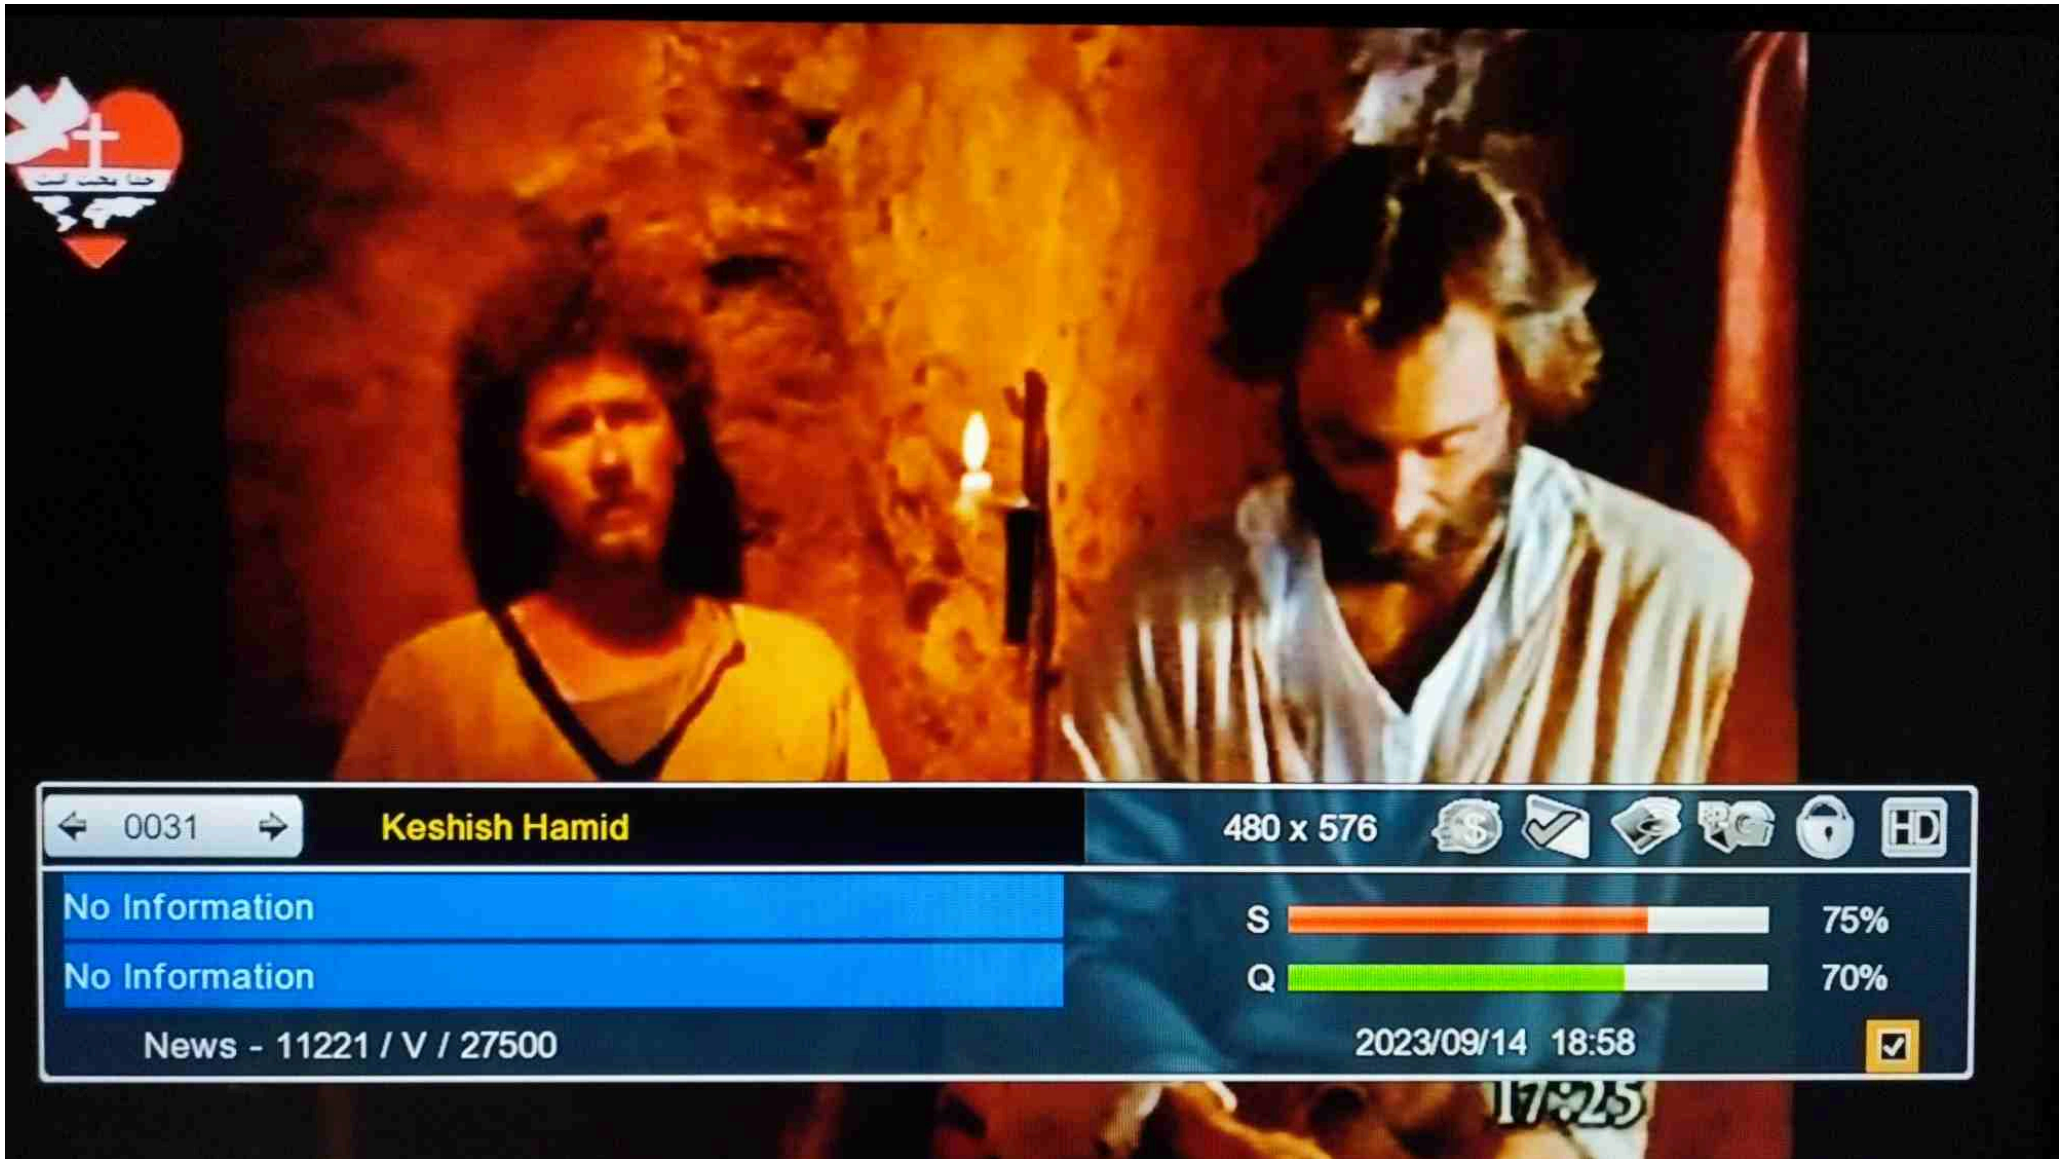 0031 Keshish Hamid 480 x 576 HD
No Information
S 75%
No Information
Q 70%
News - 11221 / V / 27500 2023/09/14 18:58
17:25